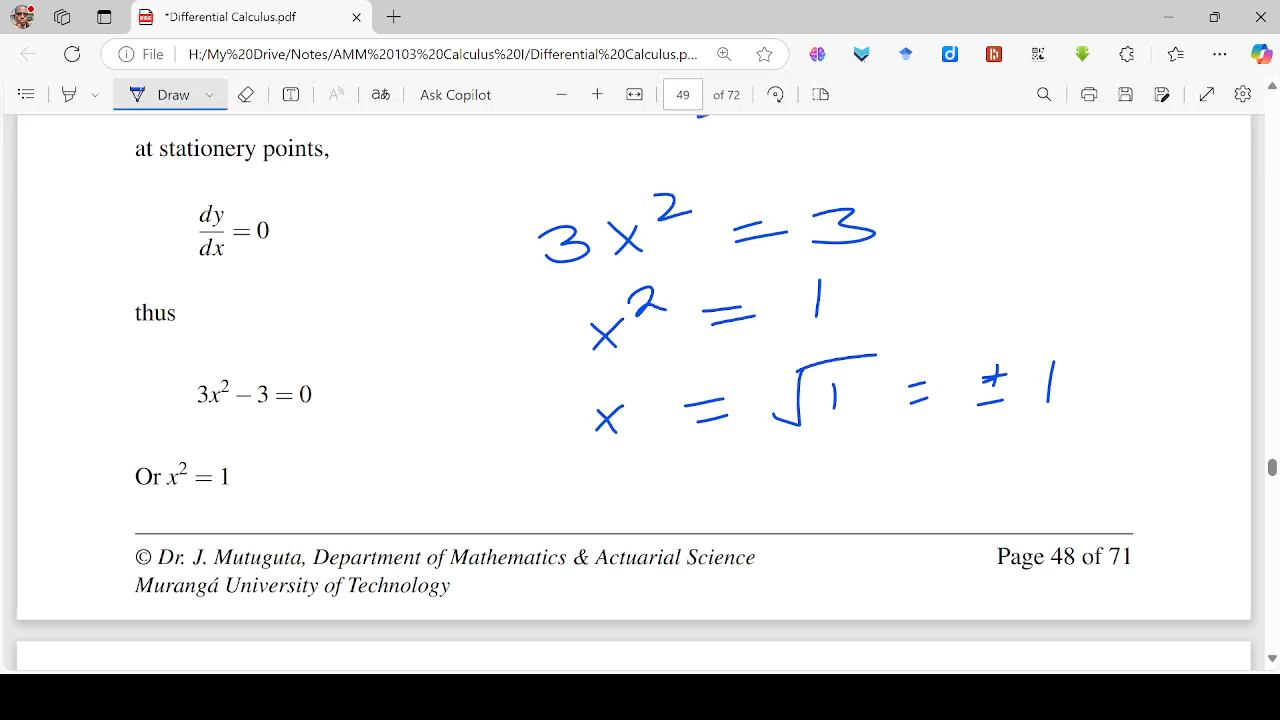 *Differential Calculus.pdf
File H:/My%20Drive/Notes/AMM%20103%20Calculus%20I/Differential%20Calculus.p...
Draw Ask Copilot 49 of 72
at stationery points,
dy/dx = 0
thus
3x² − 3 = 0
Or x² = 1
3x² = 3
x² = 1
x = √1 = ± 1
© Dr. J. Mutuguta, Department of Mathematics & Actuarial Science
Murangá University of Technology
Page 48 of 71